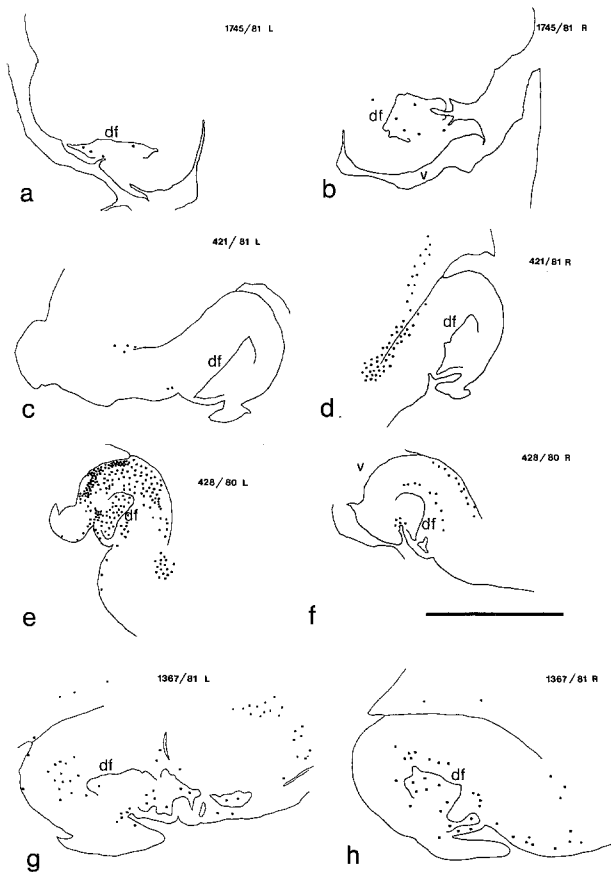 1745/81 L
1745/81 R
df
df
a
b
v
421/81 L
421/81 R
df
df
c
d
428/80 L
428/80 R
v
df
df
e
f
1367/81 L
1367/81 R
df
df
g
h